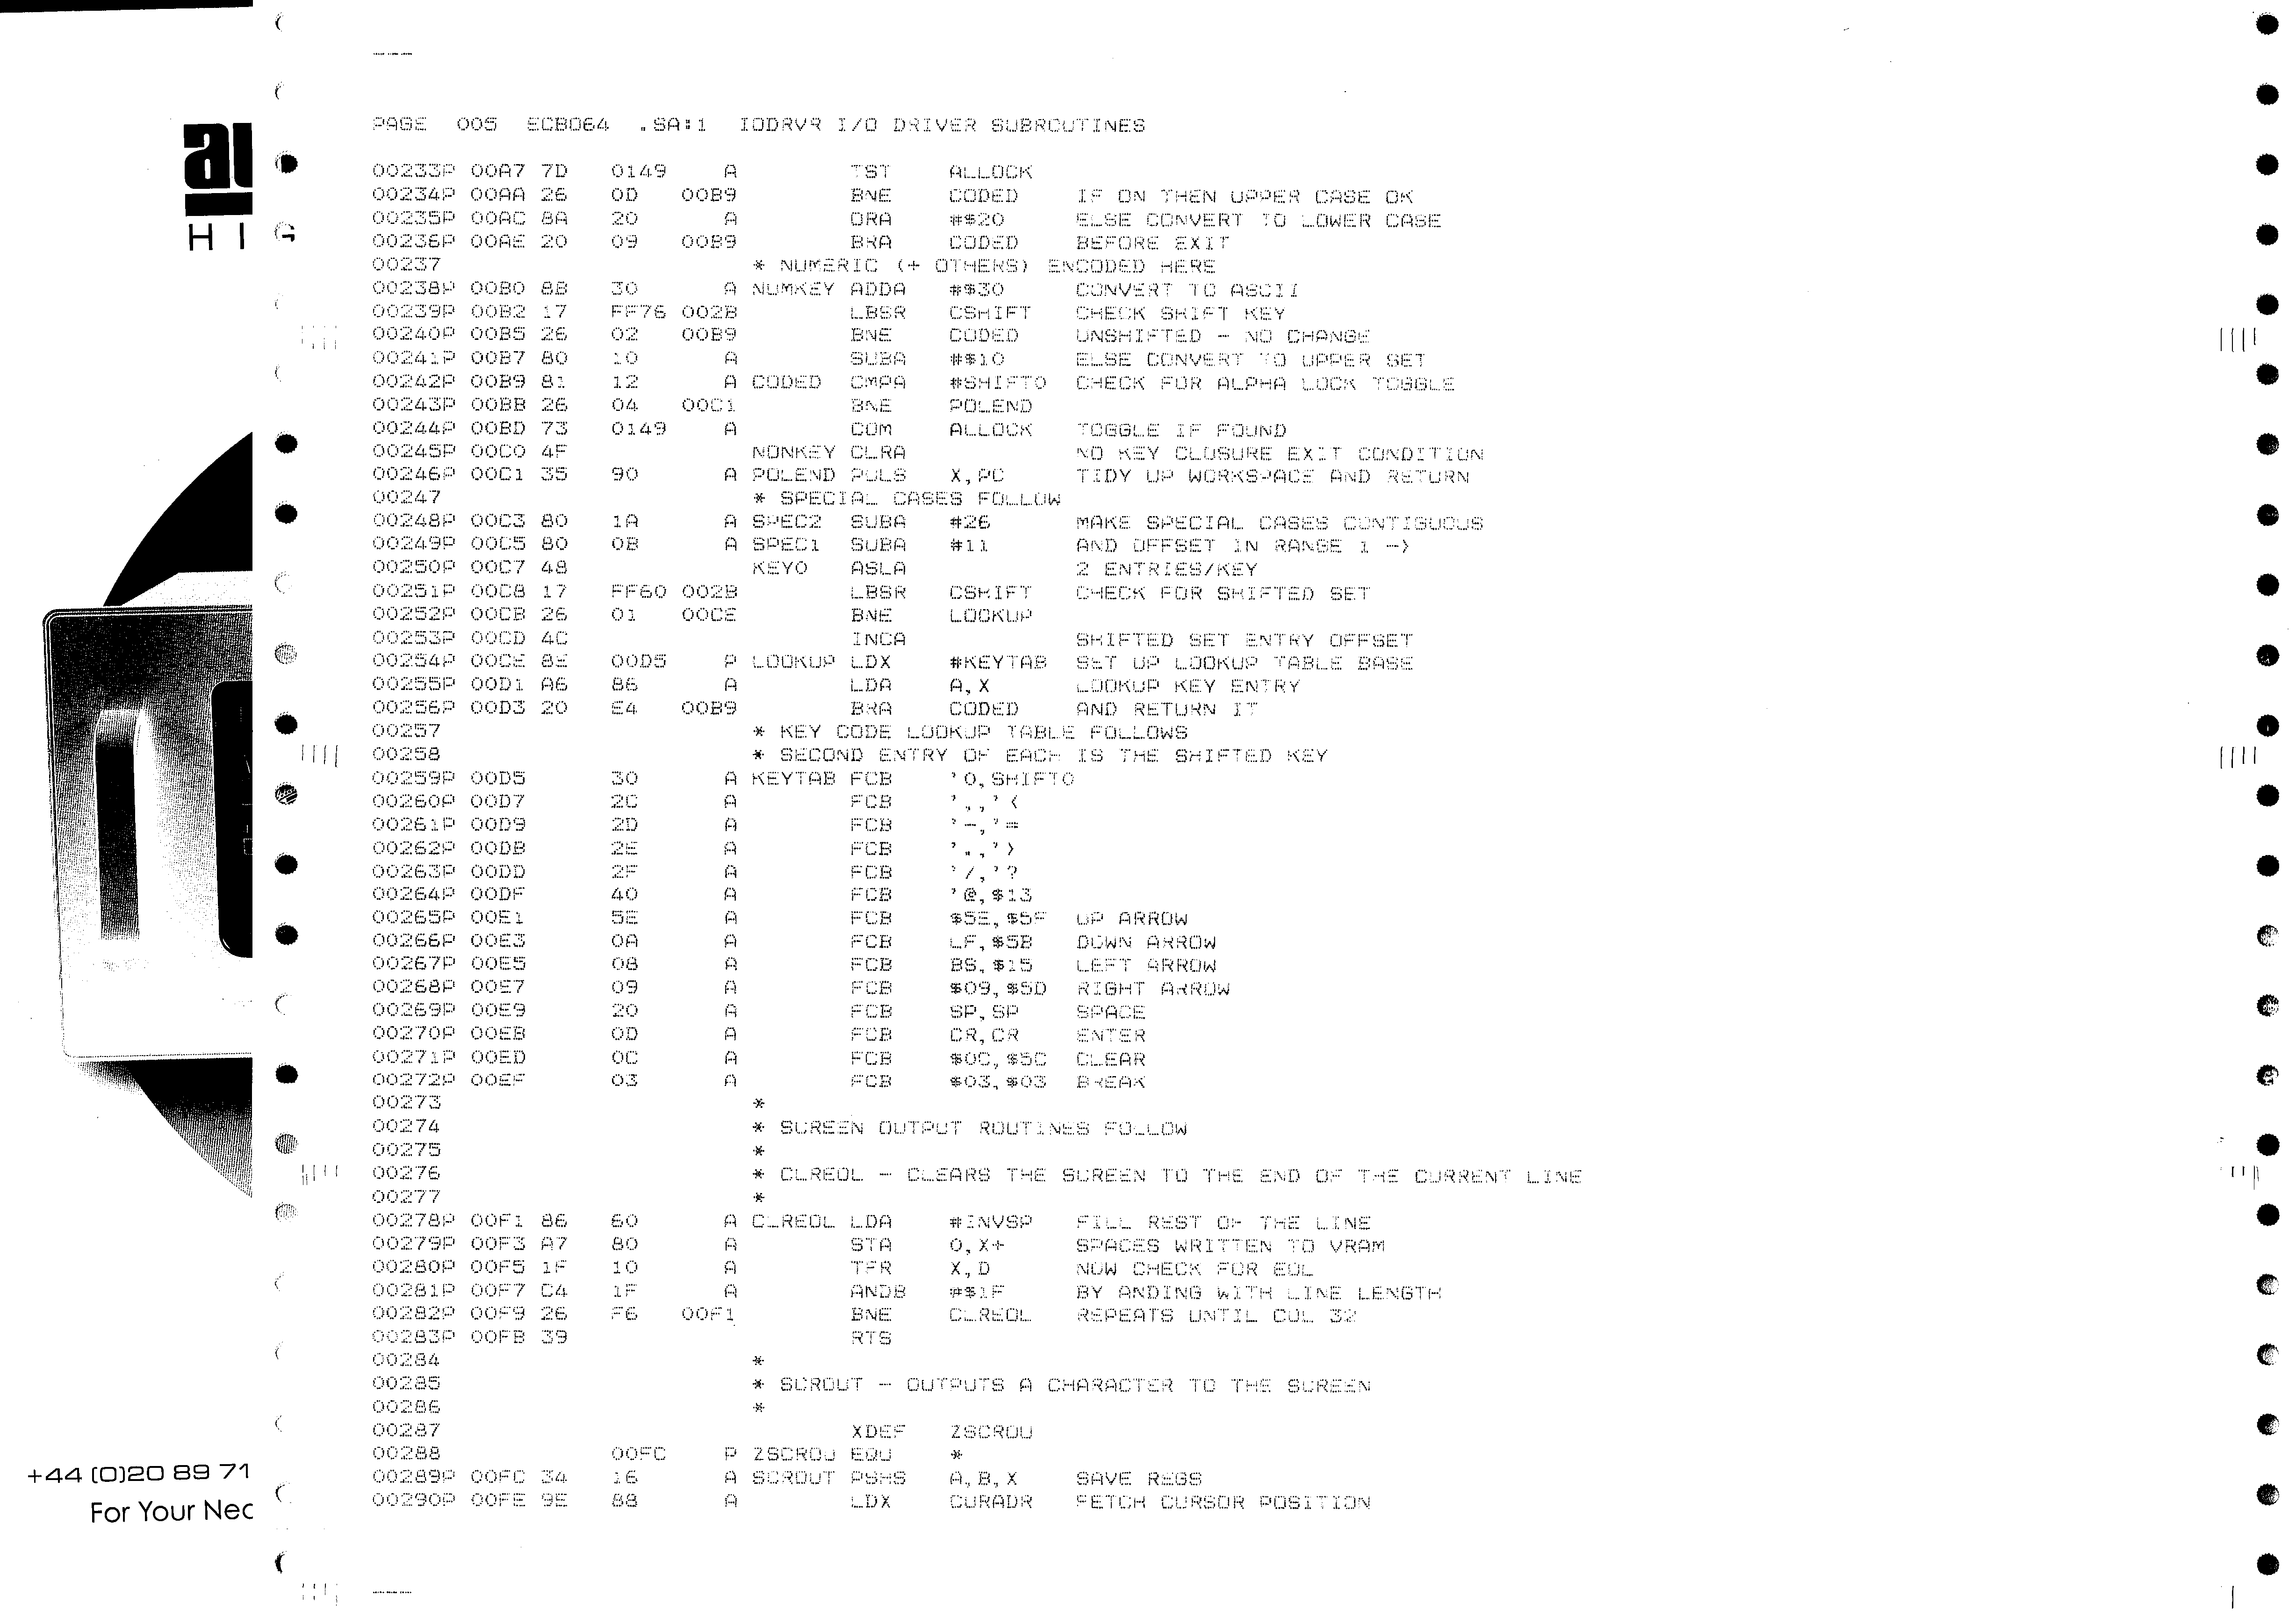 PAGE  005  ECB064  .SA:1  IODRVR I/O DRIVER SUBROUTINES
00233P 00A7 7D 0149 A TST ALLOCK
00234P 00AA 26 0D 00B9 BNE CODED IF ON THEN UPPER CASE OK
00235P 00AC 8A 20 A ORA #$20 ELSE CONVERT TO LOWER CASE
00236P 00AE 20 09 00B9 BRA CODED BEFORE EXIT
00237 * NUMERIC (+ OTHERS) ENCODED HERE
00238P 00B0 8B 30 A NUMKEY ADDA #$30 CONVERT TO ASCII
00239P 00B2 17 FF76 002B LBSR CSHIFT CHECK SHIFT KEY
00240P 00B5 26 02 00B9 BNE CODED UNSHIFTED - NO CHANGE
00241P 00B7 80 10 A SUBA #$10 ELSE CONVERT TO UPPER SET
00242P 00B9 81 12 A CODED CMPA #SHIFT0 CHECK FOR ALPHA LOCK TOGGLE
00243P 00BB 26 04 00C1 BNE POLEND
00244P 00BD 73 0149 A COM ALLOCK TOGGLE IF FOUND
00245P 00C0 4F NONKEY CLRA NO KEY CLOSURE EXIT CONDITION
00246P 00C1 35 90 A POLEND PULS X,PC TIDY UP WORKSPACE AND RETURN
00247 * SPECIAL CASES FOLLOW
00248P 00C3 80 1A A SPEC2 SUBA #26 MAKE SPECIAL CASES CONTIGUOUS
00249P 00C5 80 0B A SPEC1 SUBA #11 AND OFFSET IN RANGE 1 ->
00250P 00C7 48 KEY0 ASLA 2 ENTRIES/KEY
00251P 00C8 17 FF60 002B LBSR CSHIFT CHECK FOR SHIFTED SET
00252P 00CB 26 01 00CE BNE LOOKUP
00253P 00CD 4C INCA SHIFTED SET ENTRY OFFSET
00254P 00CE 8E 00D5 P LOOKUP LDX #KEYTAB SET UP LOOKUP TABLE BASE
00255P 00D1 A6 86 A LDA A,X LOOKUP KEY ENTRY
00256P 00D3 20 E4 00B9 BRA CODED AND RETURN IT
00257 * KEY CODE LOOKUP TABLE FOLLOWS
00258 * SECOND ENTRY OF EACH IS THE SHIFTED KEY
00259P 00D5 30 A KEYTAB FCB '0,SHIFT0
00260P 00D7 2C A FCB ',,'<
00261P 00D9 2D A FCB '-,'=
00262P 00DB 2E A FCB '.,'>
00263P 00DD 2F A FCB '/,'?
00264P 00DF 40 A FCB '@,$13
00265P 00E1 5E A FCB $5E,$5F UP ARROW
00266P 00E3 0A A FCB LF,$5B DOWN ARROW
00267P 00E5 08 A FCB BS,$15 LEFT ARROW
00268P 00E7 09 A FCB $09,$5D RIGHT ARROW
00269P 00E9 20 A FCB SP,SP SPACE
00270P 00EB 0D A FCB CR,CR ENTER
00271P 00ED 0C A FCB $0C,$5C CLEAR
00272P 00EF 03 A FCB $03,$03 BREAK
00273 *
00274 * SCREEN OUTPUT ROUTINES FOLLOW
00275 *
00276 * CLREOL - CLEARS THE SCREEN TO THE END OF THE CURRENT LINE
00277 *
00278P 00F1 86 60 A CLREOL LDA #INVSP FILL REST OF THE LINE
00279P 00F3 A7 80 A STA 0,X+ SPACES WRITTEN TO VRAM
00280P 00F5 1F 10 A TFR X,D NOW CHECK FOR EOL
00281P 00F7 C4 1F A ANDB #$1F BY ANDING WITH LINE LENGTH
00282P 00F9 26 F6 00F1 BNE CLREOL REPEATS UNTIL COL 32
00283P 00FB 39 RTS
00284 *
00285 * SCROUT - OUTPUTS A CHARACTER TO THE SCREEN
00286 *
00287 XDEF ZSCROU
00288 00FC P ZSCROU EQU *
00289P 00FC 34 16 A SCROUT PSHS A,B,X SAVE REGS
00290P 00FE 9E 88 A LDX CURADR FETCH CURSOR POSITION
HIG
+44 (0)20 89 71
For Your Nec